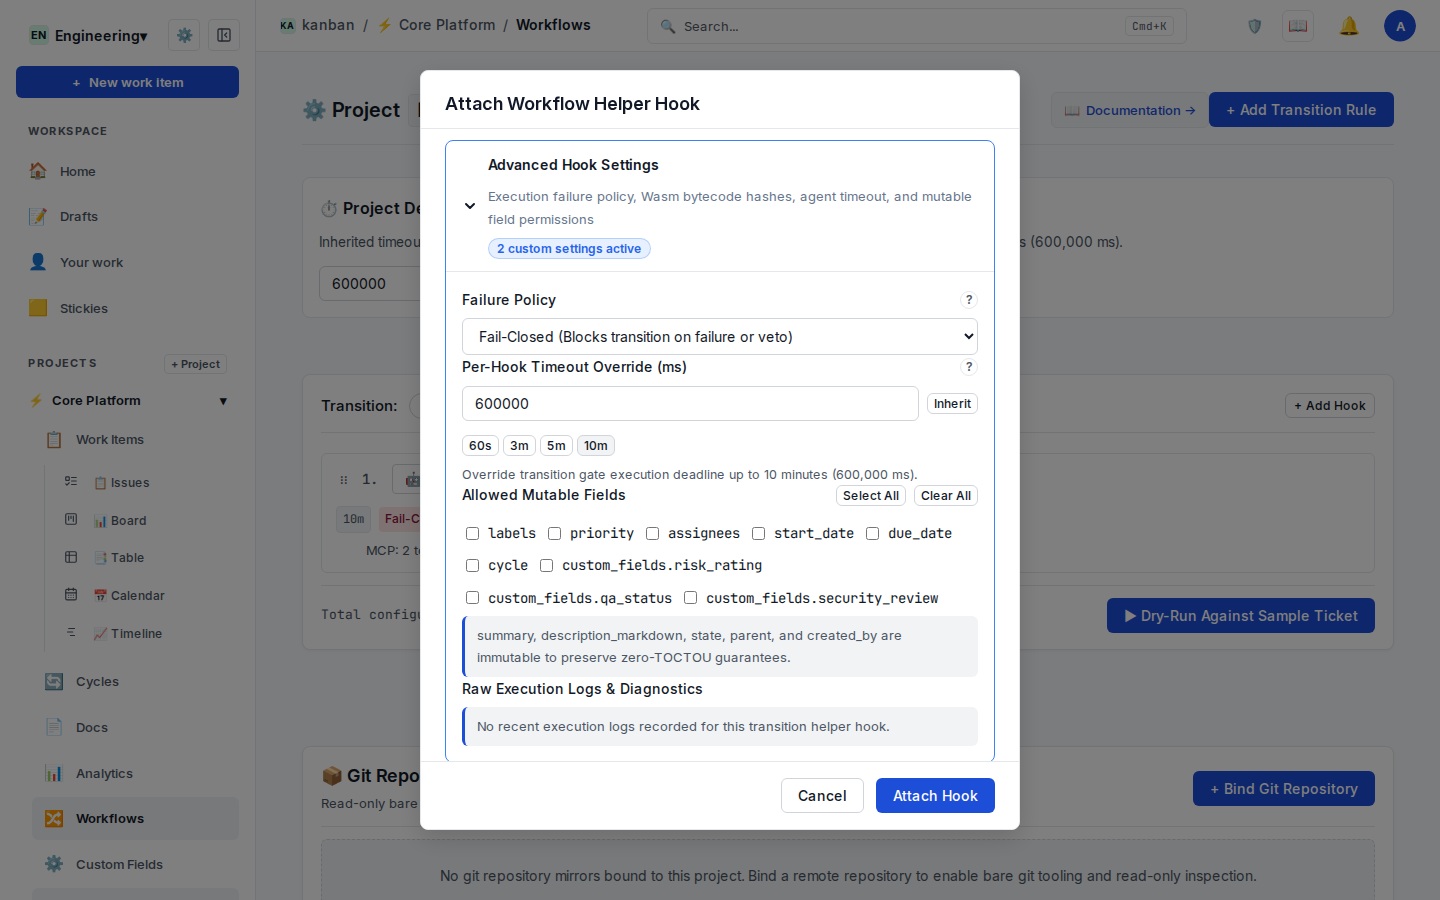 EN Engineering▾
+ New work item
WORKSPACE
Home
Drafts
Your work
Stickies
PROJECTS
+ Project
Core Platform ▾
Work Items
Issues
Board
Table
Calendar
Timeline
Cycles
Docs
Analytics
Workflows
Custom Fields
KA kanban / Core Platform / Workflows
Search...
Cmd+K
A
Project
Documentation →
+ Add Transition Rule
Project De
Inherited timeou
s (600,000 ms).
600000
Transition:
+ Add Hook
1.
10m
Fail-C
MCP: 2 t
Total config
▶ Dry-Run Against Sample Ticket
Git Repo
Read-only bare
+ Bind Git Repository
No git repository mirrors bound to this project. Bind a remote repository to enable bare git tooling and read-only inspection.
Attach Workflow Helper Hook
Advanced Hook Settings
Execution failure policy, Wasm bytecode hashes, agent timeout, and mutable
field permissions
2 custom settings active
Failure Policy
?
Fail-Closed (Blocks transition on failure or veto)
Per-Hook Timeout Override (ms)
?
600000
Inherit
60s 3m 5m 10m
Override transition gate execution deadline up to 10 minutes (600,000 ms).
Allowed Mutable Fields
Select All
Clear All
labels priority assignees start_date due_date
cycle custom_fields.risk_rating
custom_fields.qa_status custom_fields.security_review
summary, description_markdown, state, parent, and created_by are
immutable to preserve zero-TOCTOU guarantees.
Raw Execution Logs & Diagnostics
No recent execution logs recorded for this transition helper hook.
Cancel
Attach Hook